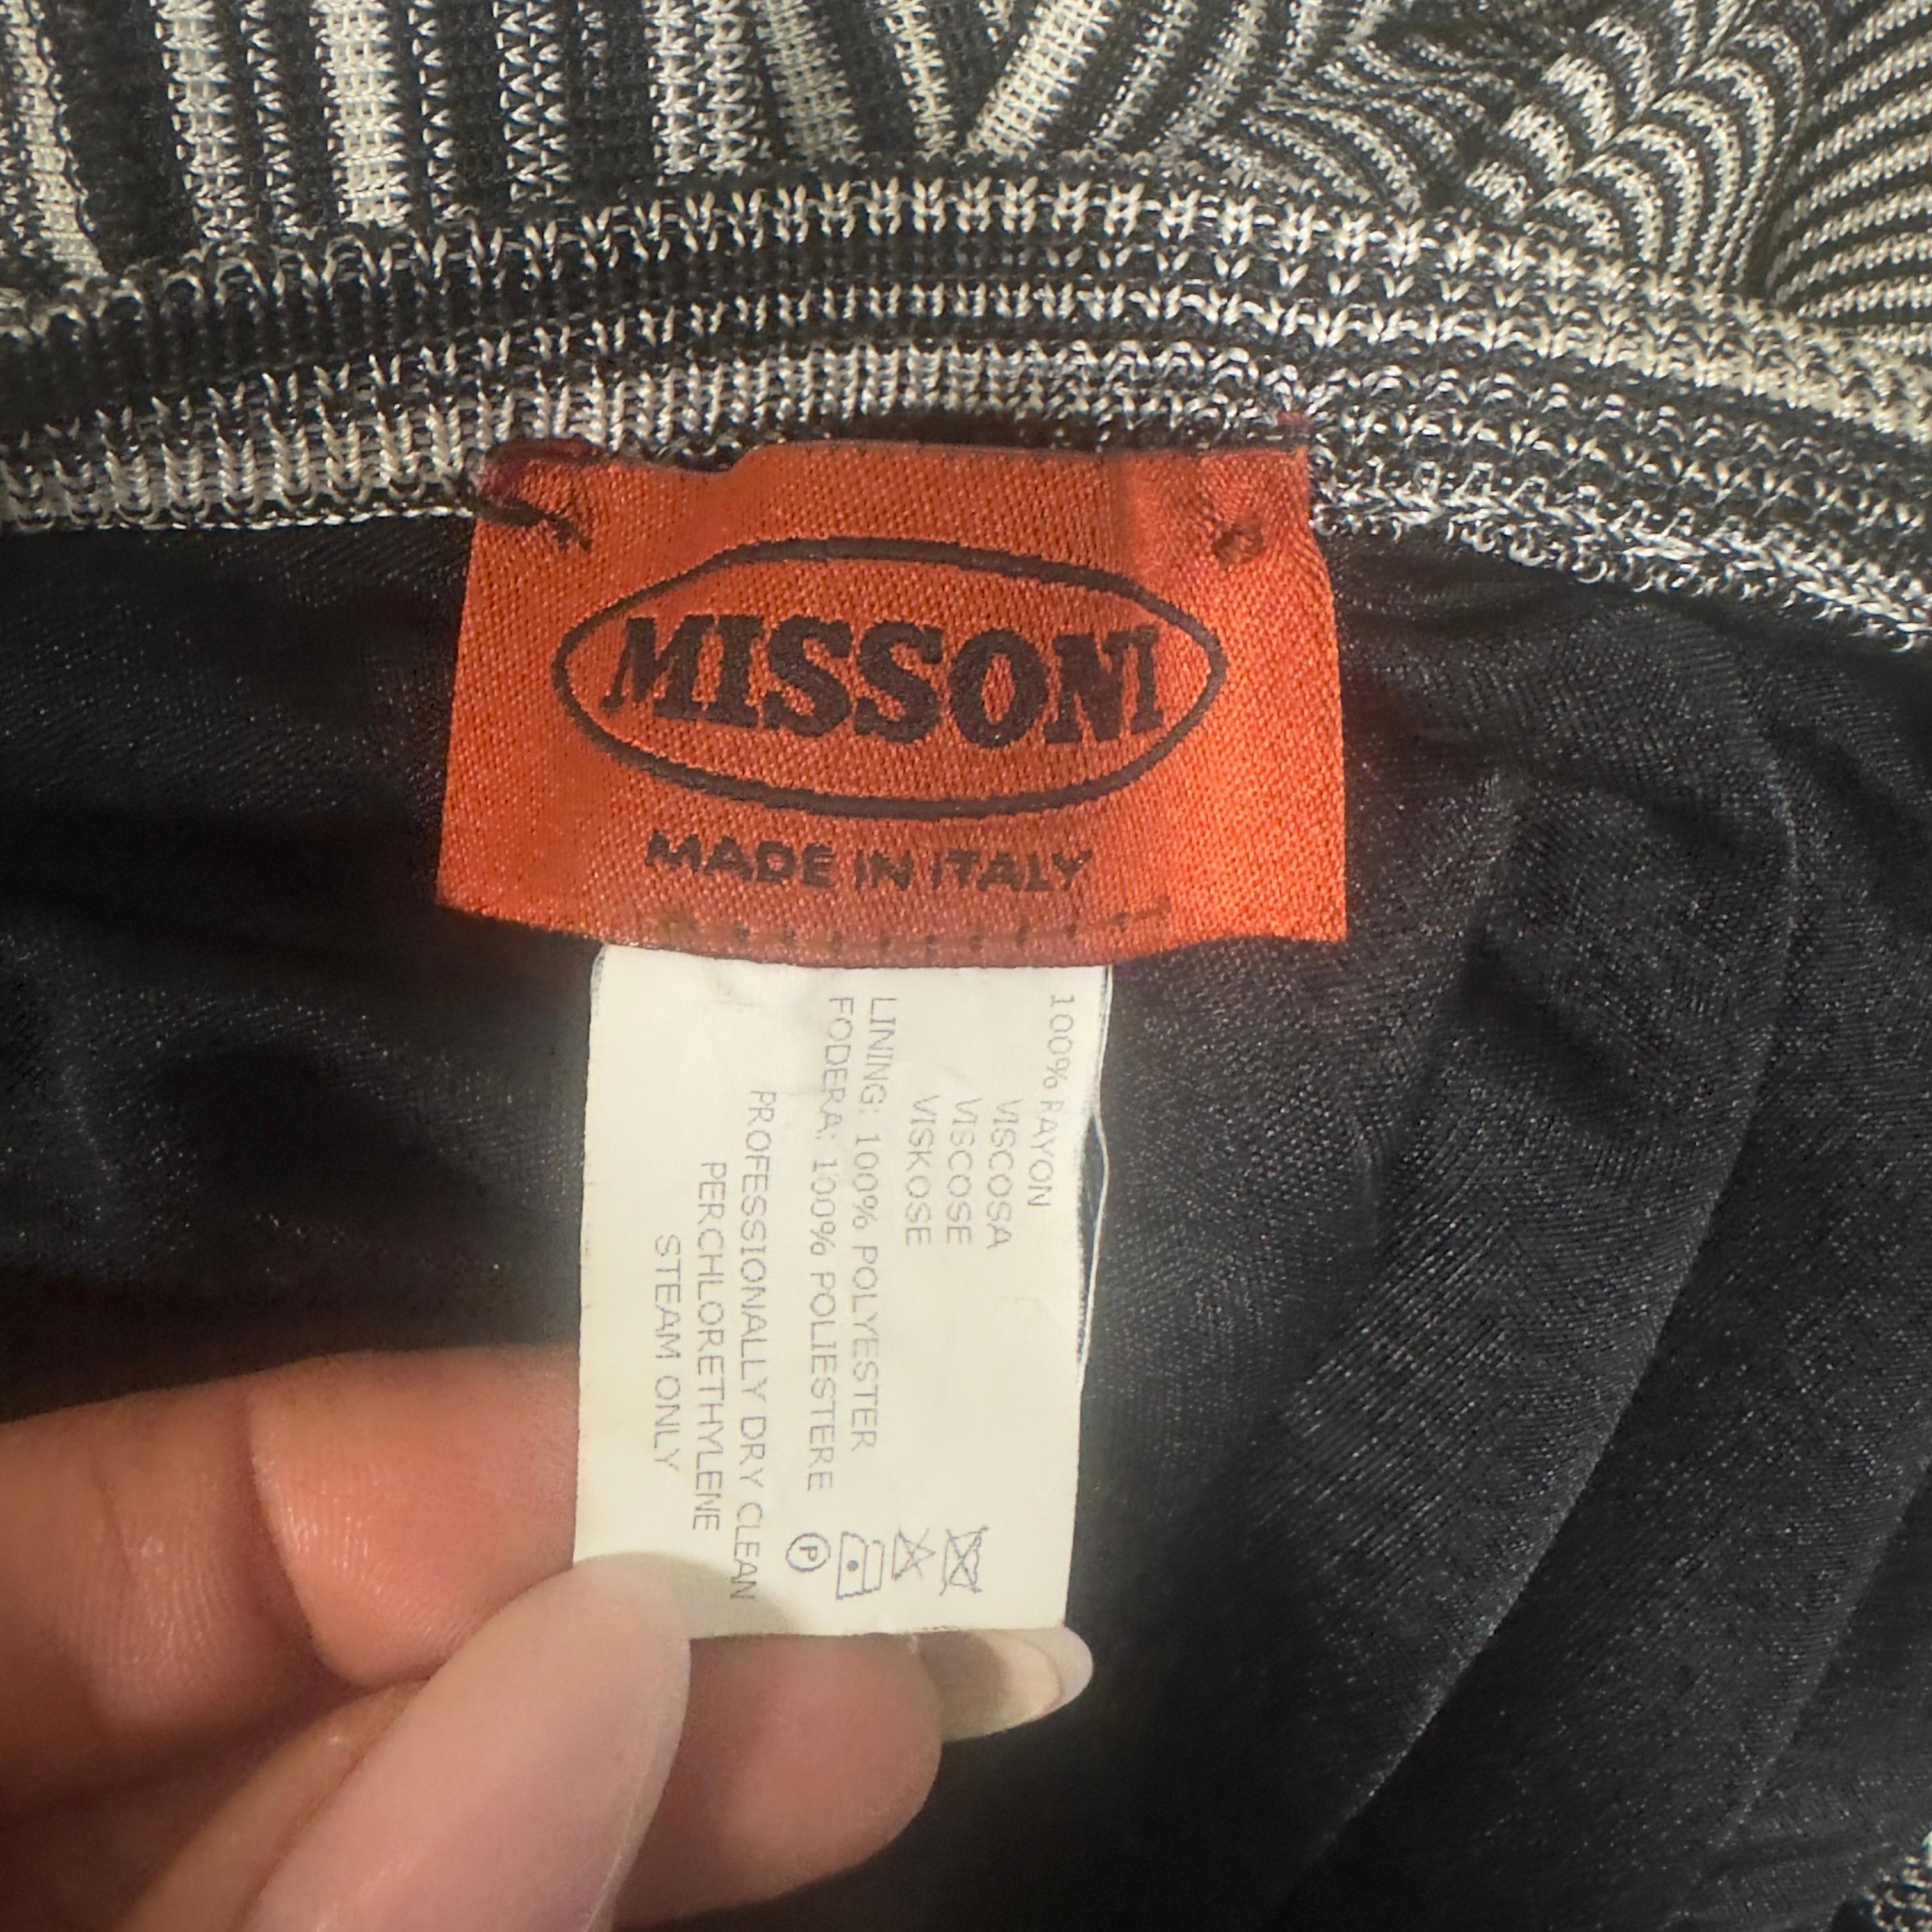 MISSONI
MADE IN ITALY
100% RAYON
VISCOSA
VISCOSE
VISKOSE
LINING: 100% POLYESTER
FODERA: 100% POLIESTERE
P
PROFESSIONALLY DRY CLEAN
PERCHLORETHYLENE
STEAM ONLY